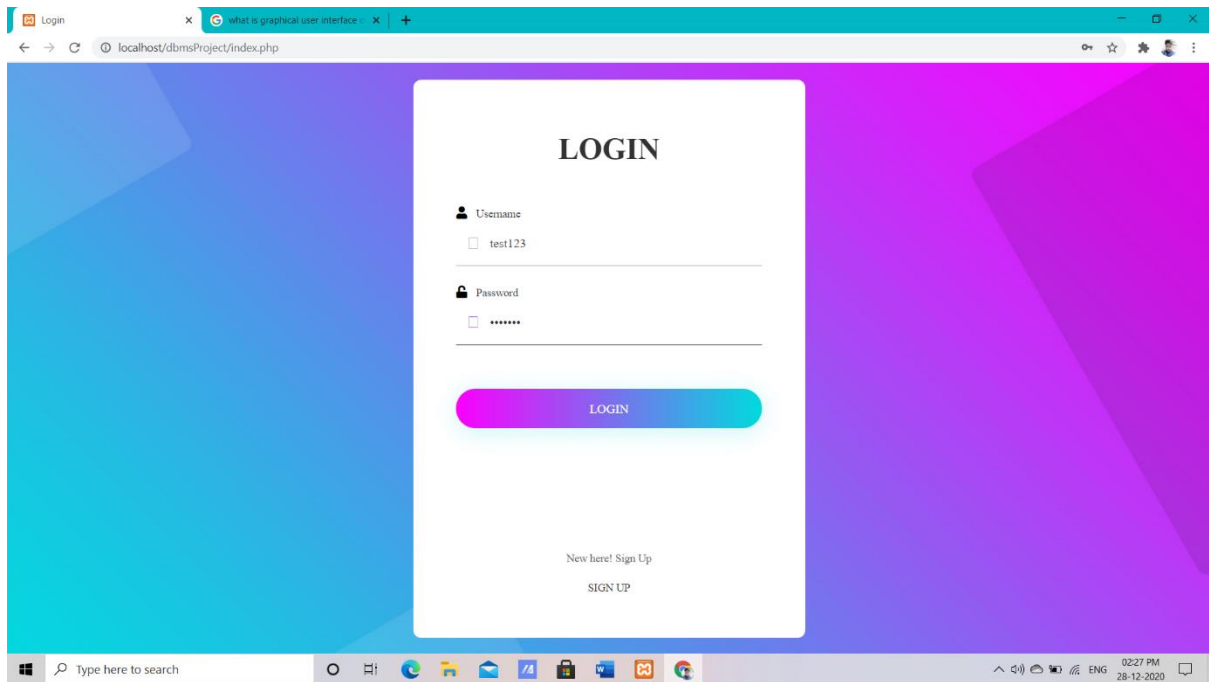 Login
what is graphical user interface
localhost/dbmsProject/index.php
LOGIN
Username
test123
Password
•••••••
LOGIN
New here! Sign Up
SIGN UP
Type here to search
ENG
02:27 PM
28-12-2020